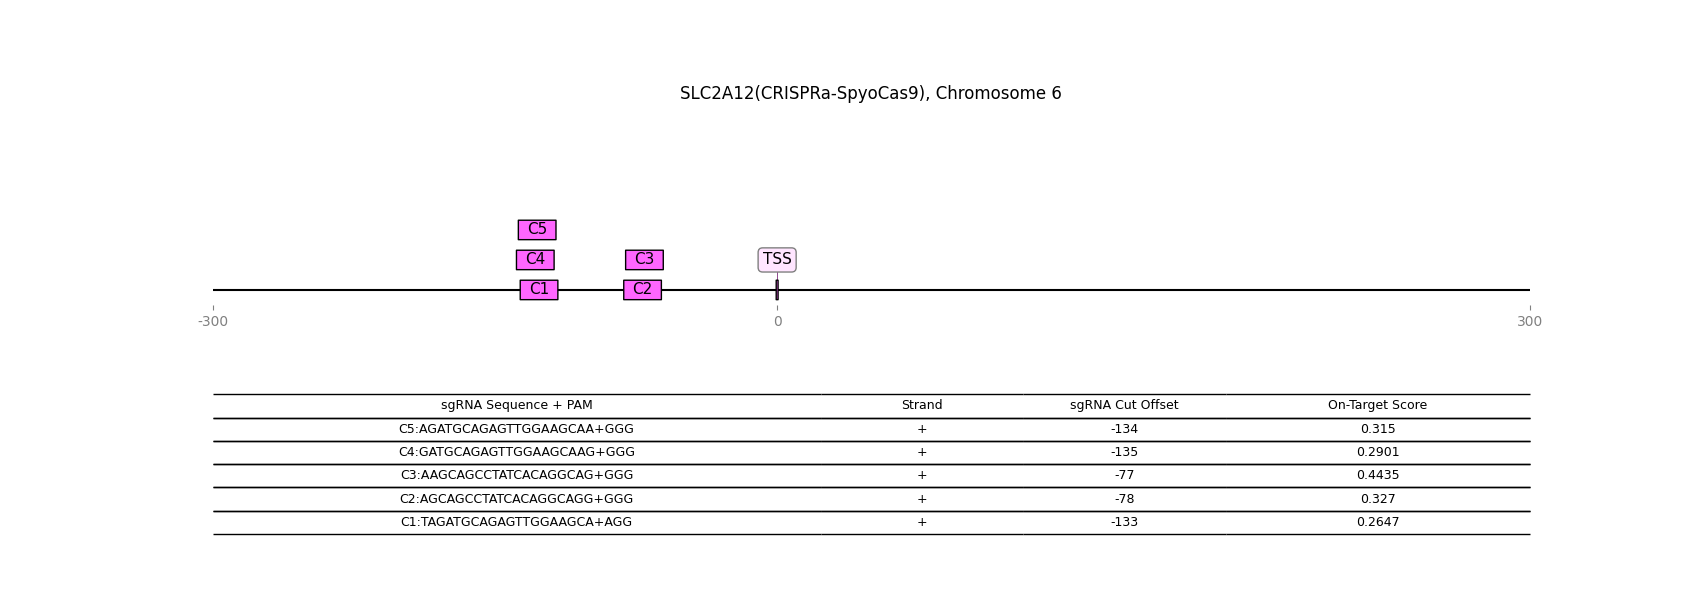 SLC2A12(CRISPRa-SpyoCas9), Chromosome 6
C5
C4 C3 TSS
C1 C2
-300 0 300
sgRNA Sequence + PAM Strand sgRNA Cut Offset On-Target Score
C5:AGATGCAGAGTTGGAAGCAA+GGG + -134 0.315
C4:GATGCAGAGTTGGAAGCAAG+GGG + -135 0.2901
C3:AAGCAGCCTATCACAGGCAG+GGG + -77 0.4435
C2:AGCAGCCTATCACAGGCAGG+GGG + -78 0.327
C1:TAGATGCAGAGTTGGAAGCA+AGG + -133 0.2647